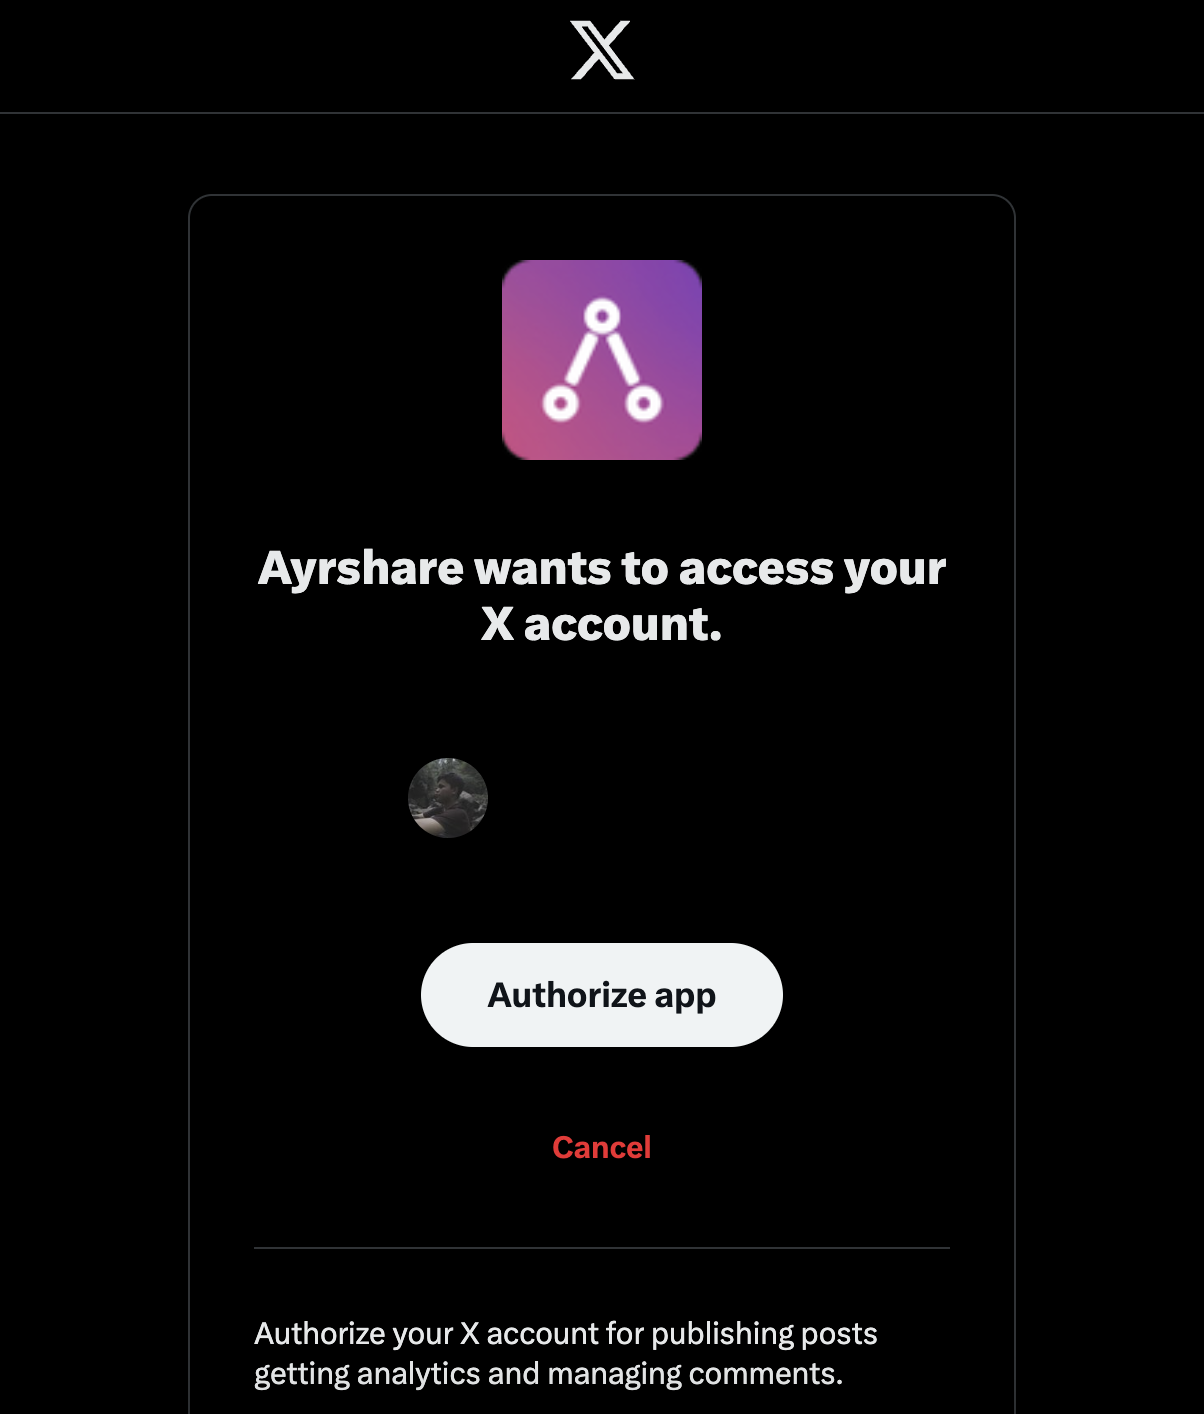 Ayrshare wants to access your
X account.
Authorize app
Cancel
Authorize your X account for publishing posts
getting analytics and managing comments.